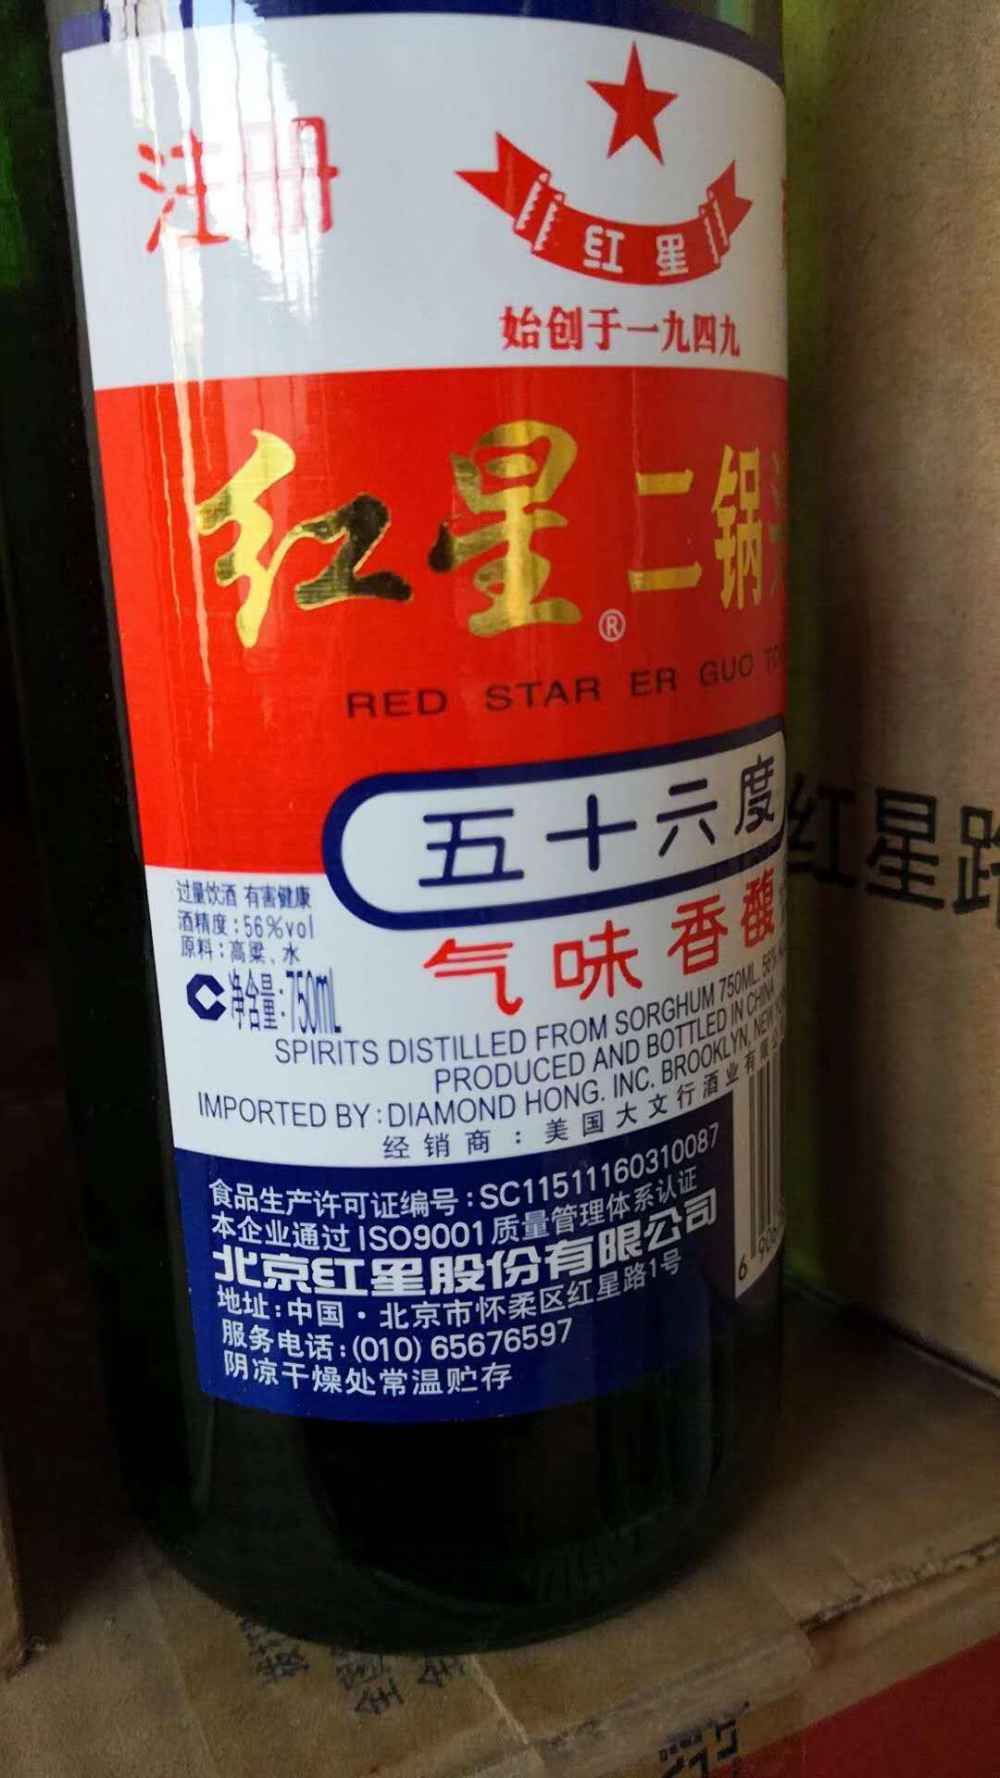 注册
红星
始创于一九四九
红星®二锅
RED STAR ER GUO
五十六度
气味香馥
过量饮酒 有害健康
酒精度:56%vol
原料:高粱、水
净含量:750mL
SPIRITS DISTILLED FROM SORGHUM 750ML. 56%
PRODUCED AND BOTTLED IN CHINA
IMPORTED BY:DIAMOND HONG. INC. BROOKLYN, NEW
经销商:美国大文行酒业有限
食品生产许可证编号:SC11511160310087
本企业通过ISO9001质量管理体系认证
北京红星股份有限公司
地址:中国·北京市怀柔区红星路1号
服务电话:(010) 65676597
阴凉干燥处常温贮存
红星路